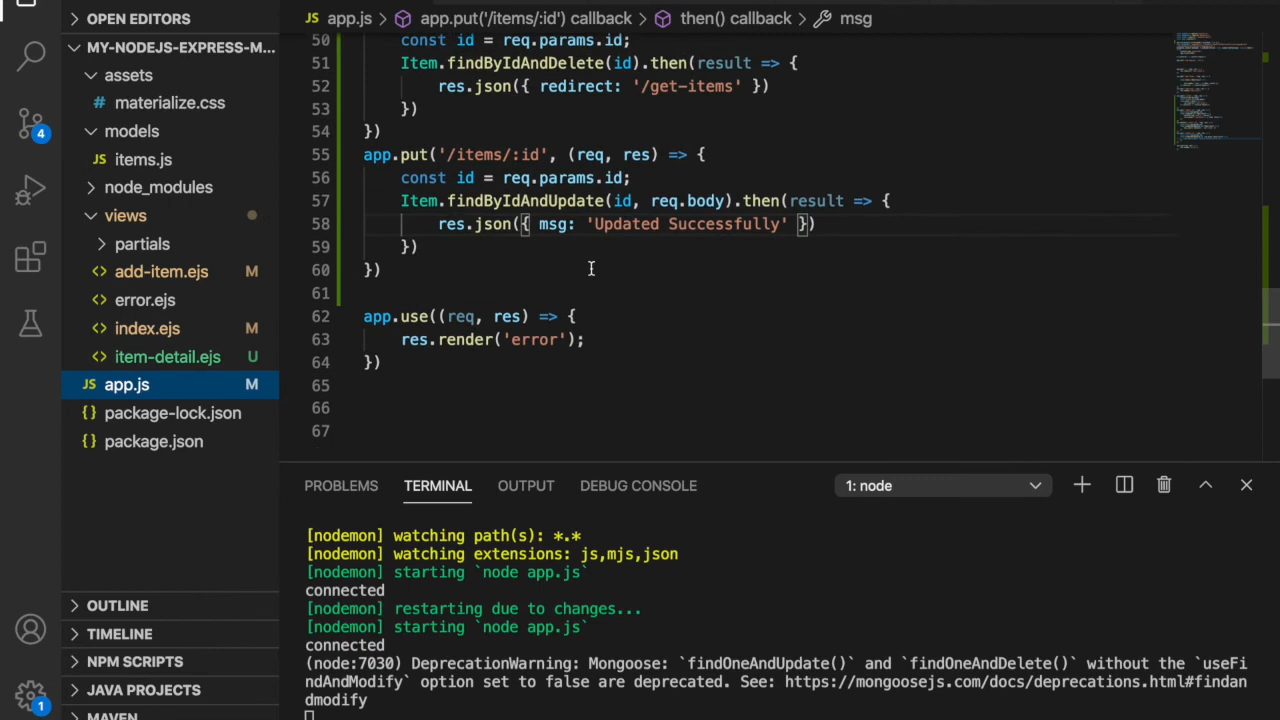 OPEN EDITORS
MY-NODEJS-EXPRESS-M...
assets
# materialize.css
models
JS items.js
node_modules
views
partials
<> add-item.ejs M
<> error.ejs
<> index.ejs M
<> item-detail.ejs U
JS app.js M
{} package-lock.json
{} package.json
OUTLINE
TIMELINE
NPM SCRIPTS
JAVA PROJECTS
MAVEN
4
1
JS app.js > app.put('/items/:id') callback > then() callback > msg
50 const id = req.params.id;
51 Item.findByIdAndDelete(id).then(result => {
52 res.json({ redirect: '/get-items' })
53 })
54 })
55 app.put('/items/:id', (req, res) => {
56 const id = req.params.id;
57 Item.findByIdAndUpdate(id, req.body).then(result => {
58 res.json({ msg: 'Updated Successfully' })
59 })
60 })
61
62 app.use((req, res) => {
63 res.render('error');
64 })
65
66
67
PROBLEMS TERMINAL OUTPUT DEBUG CONSOLE 1: node
[nodemon] watching path(s): *.*
[nodemon] watching extensions: js,mjs,json
[nodemon] starting `node app.js`
connected
[nodemon] restarting due to changes...
[nodemon] starting `node app.js`
connected
(node:7030) DeprecationWarning: Mongoose: `findOneAndUpdate()` and `findOneAndDelete()` without the `useFi
ndAndModify` option set to false are deprecated. See: https://mongoosejs.com/docs/deprecations.html#findan
dmodify